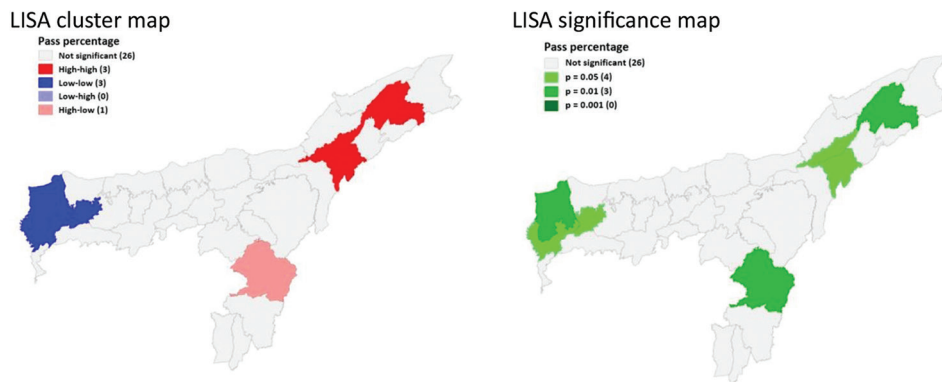 LISA cluster map
Pass percentage
Not significant (26)
High-high (3)
Low-low (3)
Low-high (0)
High-low (1)
LISA significance map
Pass percentage
Not significant (26)
p = 0.05 (4)
p = 0.01 (3)
p = 0.001 (0)